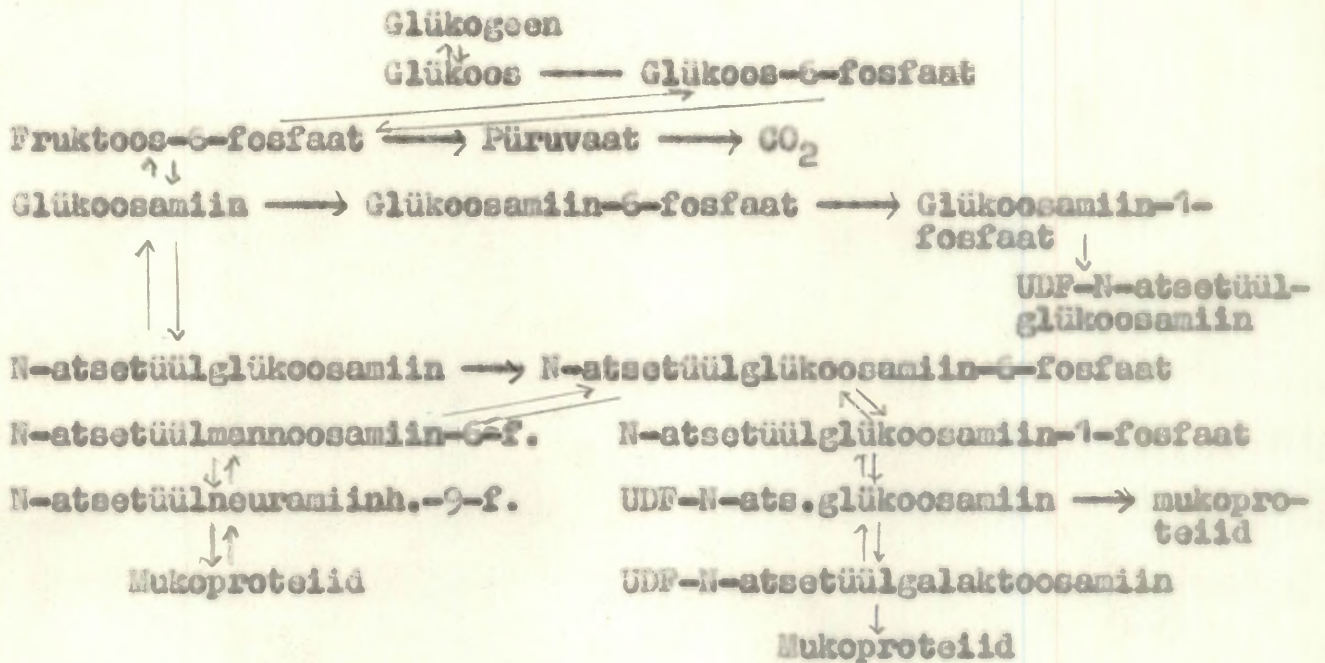 Glükogeen
↑↓
Glükoos —— Glükoos-6-fosfaat
Fruktoos-6-fosfaat ⟶ Püruvaat ⟶ CO₂
↑↓
Glükoosamiin ⟶ Glükoosamiin-6-fosfaat ⟶ Glükoosamiin-1-
fosfaat
↓
UDF-N-atsetüül-
glükoosamiin
N-atsetüülglükoosamiin ⟶ N-atsetüülglükoosamiin-6-fosfaat
N-atsetüülmannoosamiin-6-f. N-atsetüülglükoosamiin-1-fosfaat
↓↑ ↑↓
N-atsetüülneuramiinh.-9-f. UDF-N-ats.glükoosamiin ⟶ mukopro-
teiid
↓↑ ↑↓
Mukoproteiid UDF-N-atsetüülgalaktoosamiin
↓
Mukoproteiid